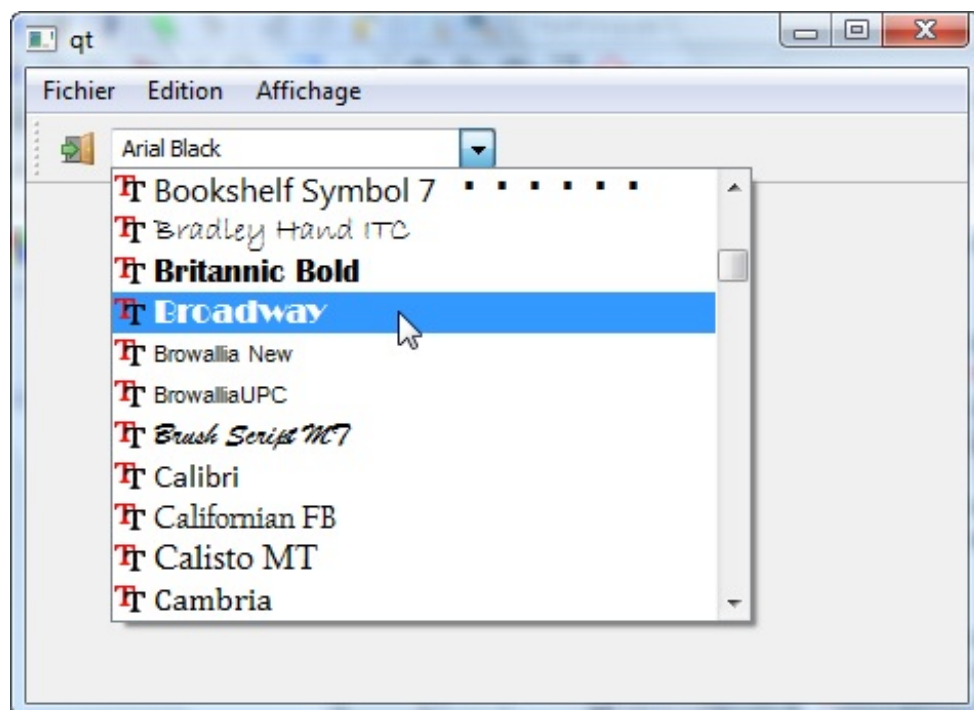 qt
Fichier Edition Affichage
Arial Black
Bookshelf Symbol 7
Bradley Hand ITC
Britannic Bold
Broadway
Browallia New
BrowalliaUPC
Brush Script MT
Calibri
Californian FB
Calisto MT
Cambria